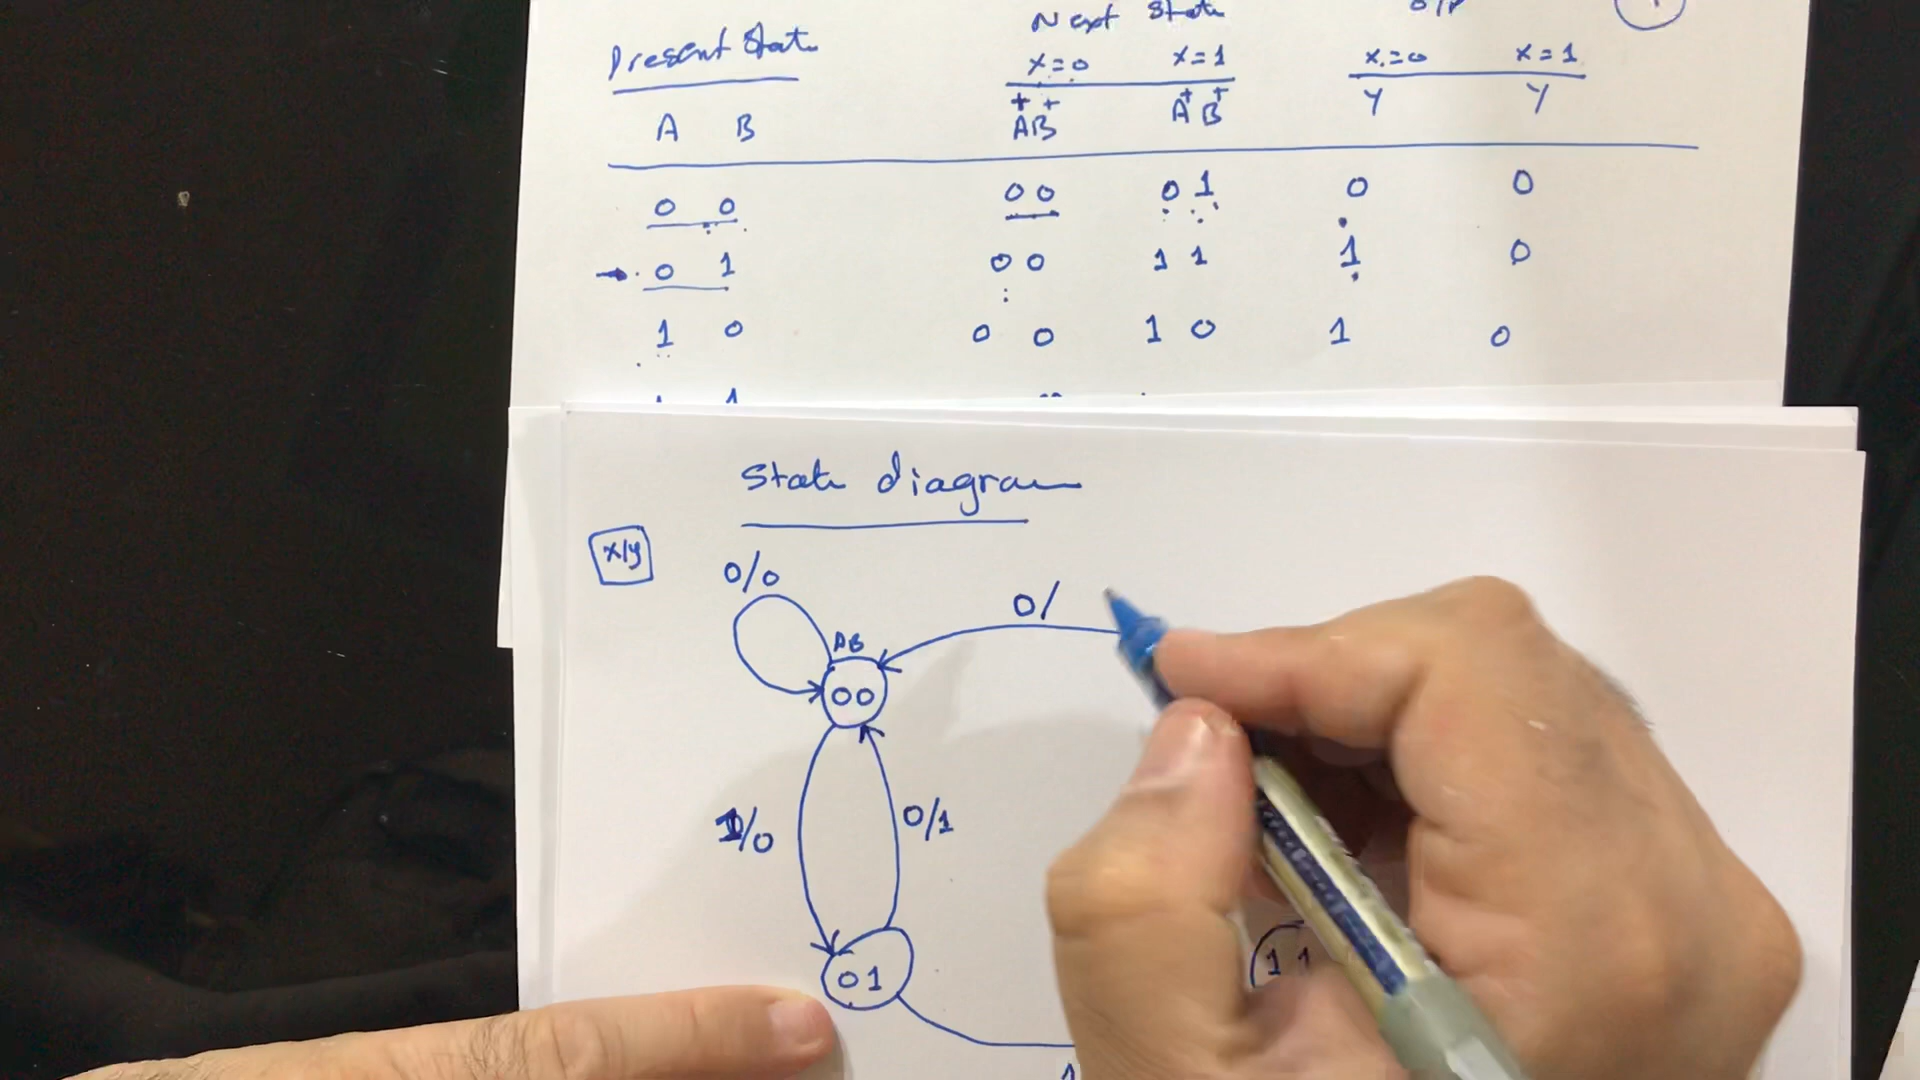 Next State
Present State
x=0 x=1 x=0 x=1
A B A+ B+ A+ B+ Y Y
0 0 0 0 0 1 0 0
0 1 0 0 1 1 1 0
1 0 0 0 1 0 1 0
State diagram
x/y
0/0
0/
AB
00
1/0
0/1
11
01